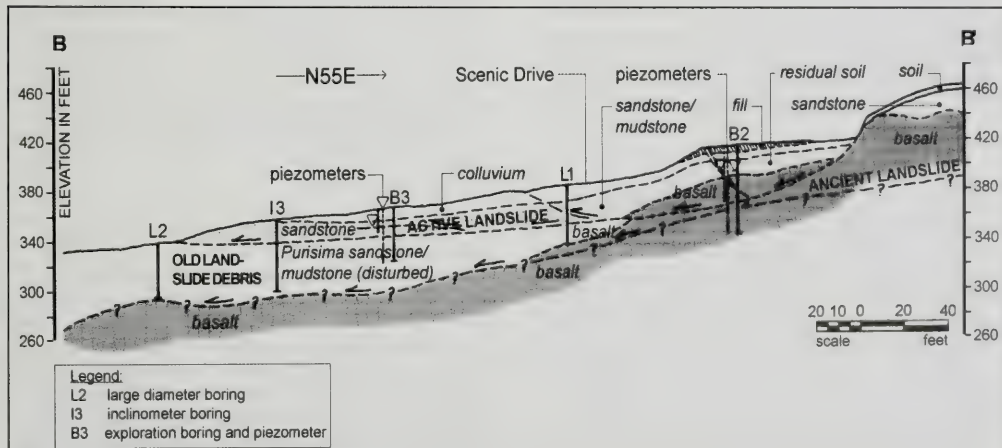 B B'
N55E
Scenic Drive
piezometers
residual soil
soil
sandstone/
mudstone
fill
sandstone
ELEVATION IN FEET
460
420
380
340
300
260
B2
basalt
piezometers
colluvium
L1
basalt
ANCIENT LANDSLIDE
B3
I3
sandstone
ACTIVE LANDSLIDE
basalt
L2
OLD LAND-
SLIDE DEBRIS
Purisima sandstone/
mudstone (disturbed)
basalt
basalt
? ? ? ? ? ? ? ? ? ? ?
460
420
380
340
300
260
20 10 0 20 40
scale feet
Legend:
L2 large diameter boring
I3 inclinometer boring
B3 exploration boring and piezometer